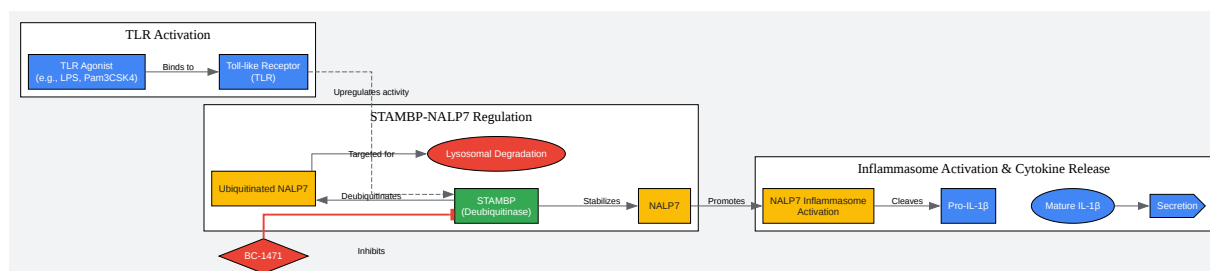 TLR Activation
TLR Agonist
(e.g., LPS, Pam3CSK4)
Binds to
Toll-like Receptor
(TLR)
Upregulates activity
STAMBP-NALP7 Regulation
Targeted for
Lysosomal Degradation
Ubiquitinated NALP7
Deubiquitinates
STAMBP
(Deubiquitinase)
Stabilizes
NALP7
Promotes
Inflammasome Activation & Cytokine Release
NALP7 Inflammasome
Activation
Cleaves
Pro-IL-1β
Mature IL-1β
Secretion
BC-1471
Inhibits